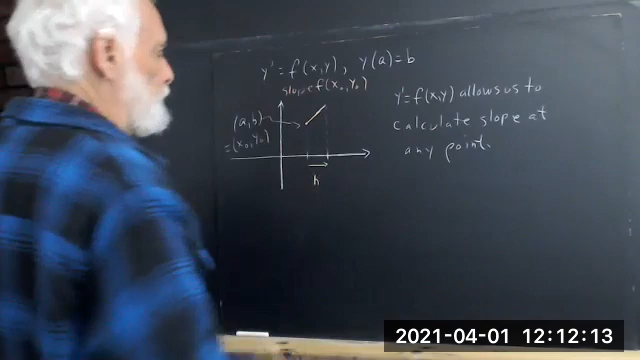 y' = f(x,y), y(a)=b
slope f(x₀,y₀)
(a,b)
=(x₀,y₀)
h
y'=f(x,y) allows us to
calculate slope at
any point.
2021-04-01 12:12:13